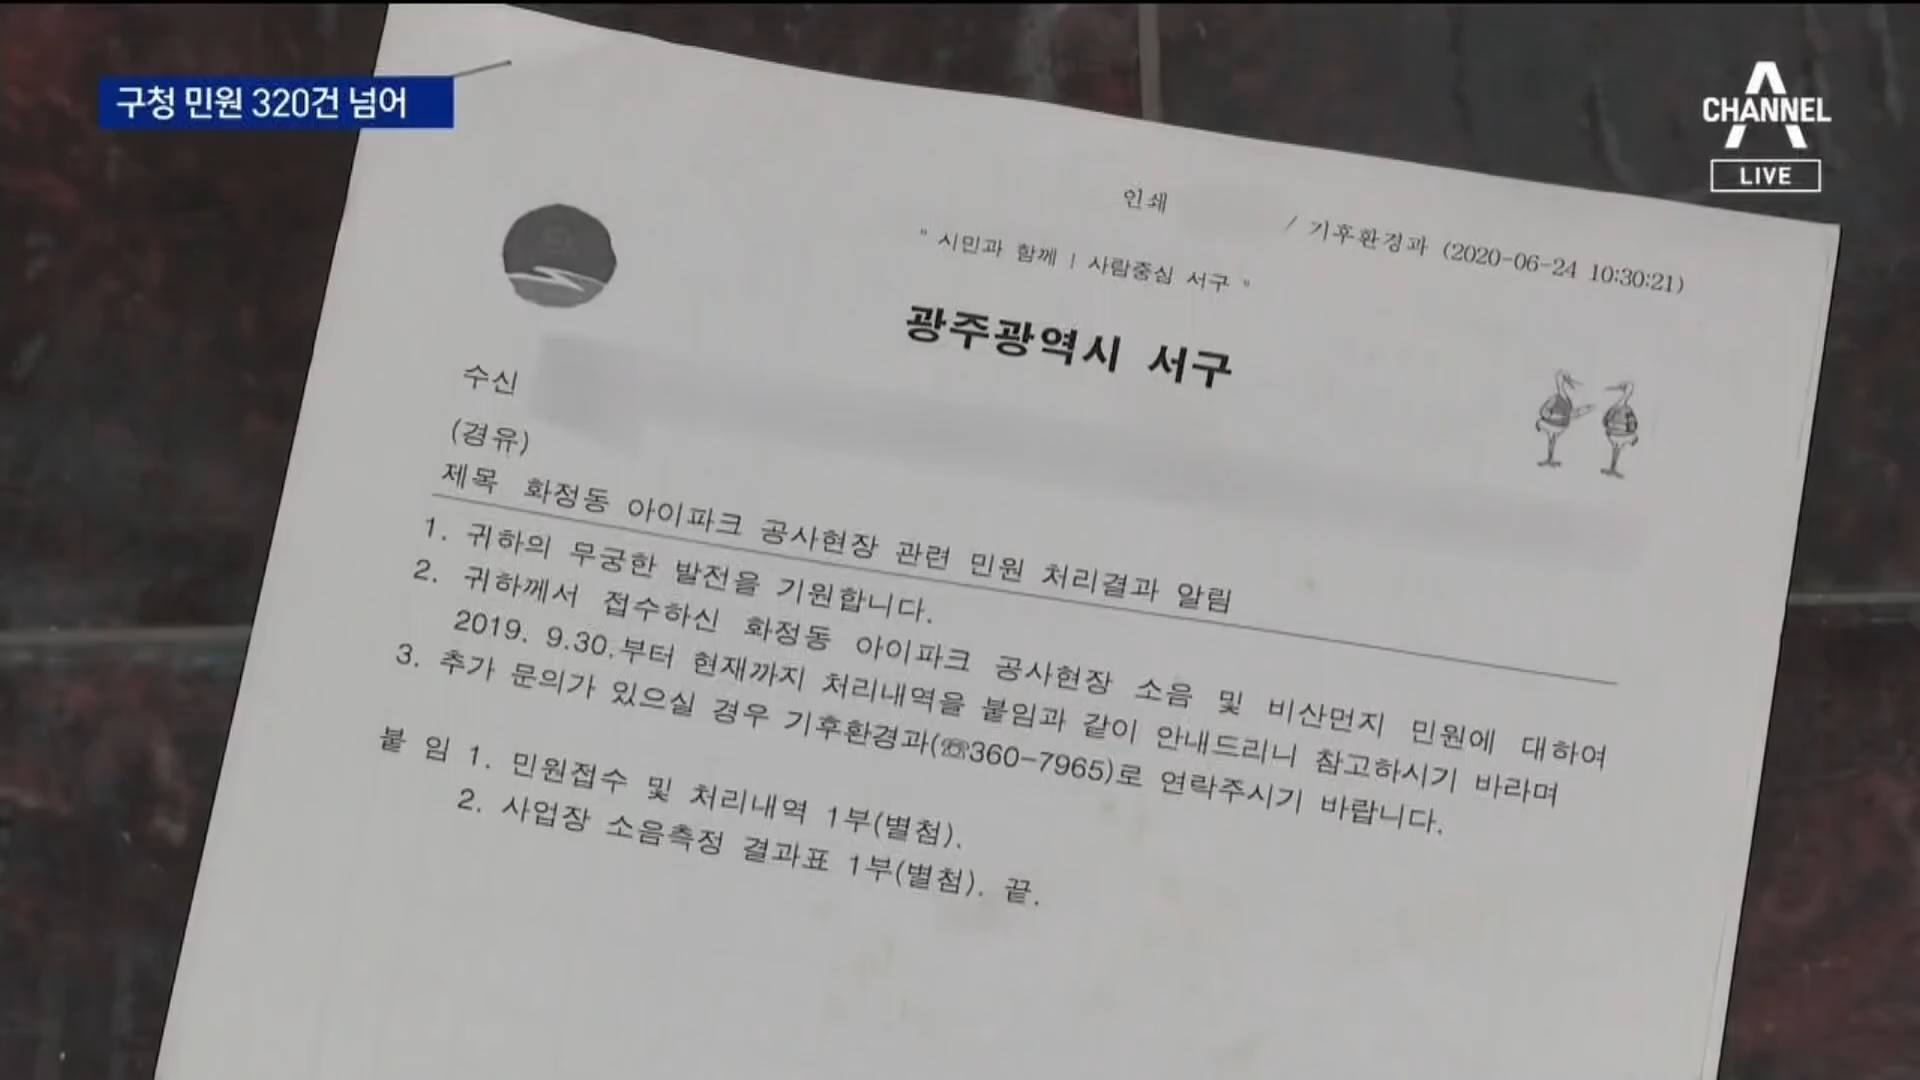 구청 민원 320건 넘어
CHANNEL A
LIVE
인쇄 / 기후환경과 (2020-06-24 10:30:21)
" 시민과 함께 ! 사람중심 서구 "
광주광역시 서구
수신
(경유)
제목 화정동 아이파크 공사현장 관련 민원 처리결과 알림
1. 귀하의 무궁한 발전을 기원합니다.
2. 귀하께서 접수하신 화정동 아이파크 공사현장 소음 및 비산먼지 민원에 대하여
2019. 9.30.부터 현재까지 처리내역을 붙임과 같이 안내드리니 참고하시기 바라며
3. 추가 문의가 있으실 경우 기후환경과(☏360-7965)로 연락주시기 바랍니다.
붙 임 1. 민원접수 및 처리내역 1부(별첨).
2. 사업장 소음측정 결과표 1부(별첨). 끝.